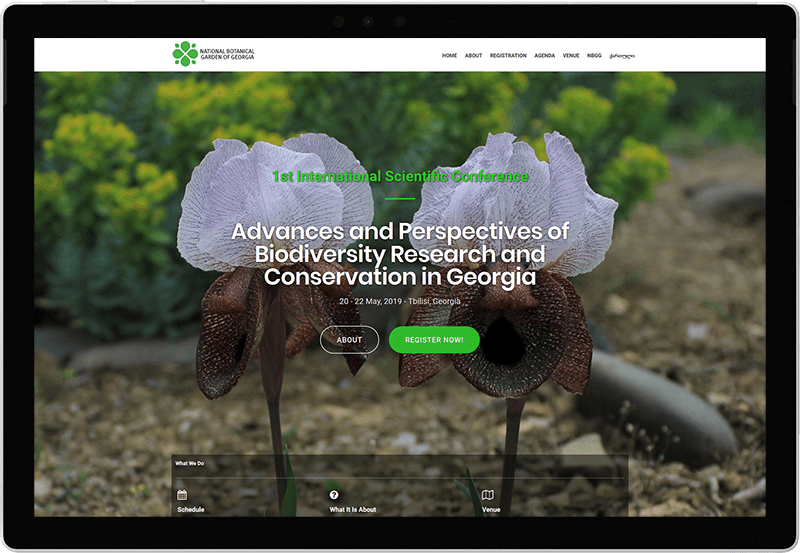 NATIONAL BOTANICAL
GARDEN OF GEORGIA
HOME ABOUT REGISTRATION AGENDA VENUE NBGG ქართული
1st International Scientific Conference
Advances and Perspectives of
Biodiversity Research and
Conservation in Georgia
20 - 22 May, 2019 - Tbilisi, Georgia
ABOUT REGISTER NOW!
What We Do
Schedule What It Is About Venue